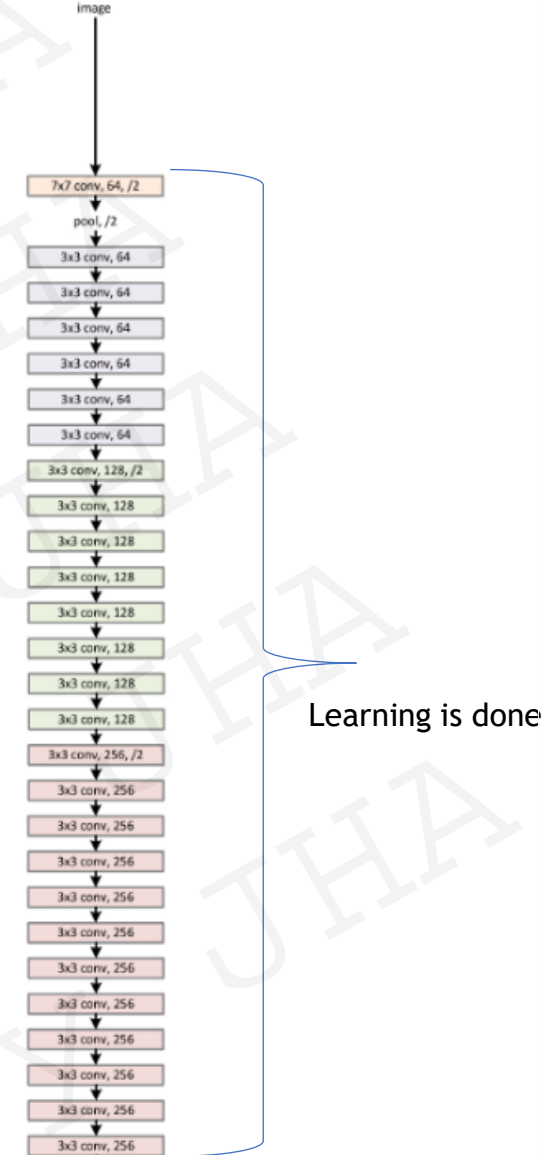 image
7x7 conv, 64, /2
pool, /2
3x3 conv, 64
3x3 conv, 64
3x3 conv, 64
3x3 conv, 64
3x3 conv, 64
3x3 conv, 64
3x3 conv, 128, /2
3x3 conv, 128
3x3 conv, 128
3x3 conv, 128
3x3 conv, 128
3x3 conv, 128
3x3 conv, 128
3x3 conv, 128
Learning is done
3x3 conv, 256, /2
3x3 conv, 256
3x3 conv, 256
3x3 conv, 256
3x3 conv, 256
3x3 conv, 256
3x3 conv, 256
3x3 conv, 256
3x3 conv, 256
3x3 conv, 256
3x3 conv, 256
3x3 conv, 256
JHA
JHA
JHA
JHA